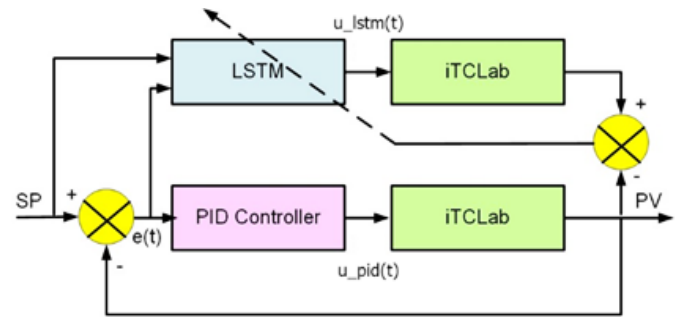 u_lstm(t)
LSTM
iTCLab
+
-
SP
+
e(t)
PID Controller
iTCLab
PV
-
u_pid(t)